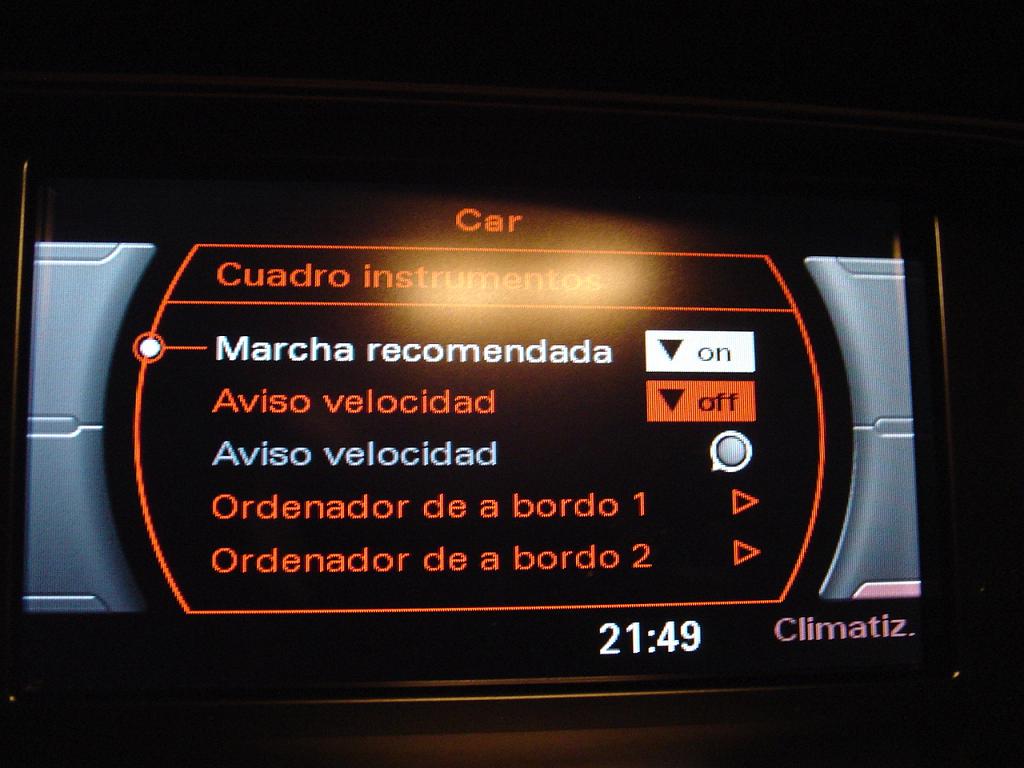 Car
Cuadro instrumentos
Marcha recomendada on
Aviso velocidad off
Aviso velocidad
Ordenador de a bordo 1
Ordenador de a bordo 2
21:49 Climatiz.